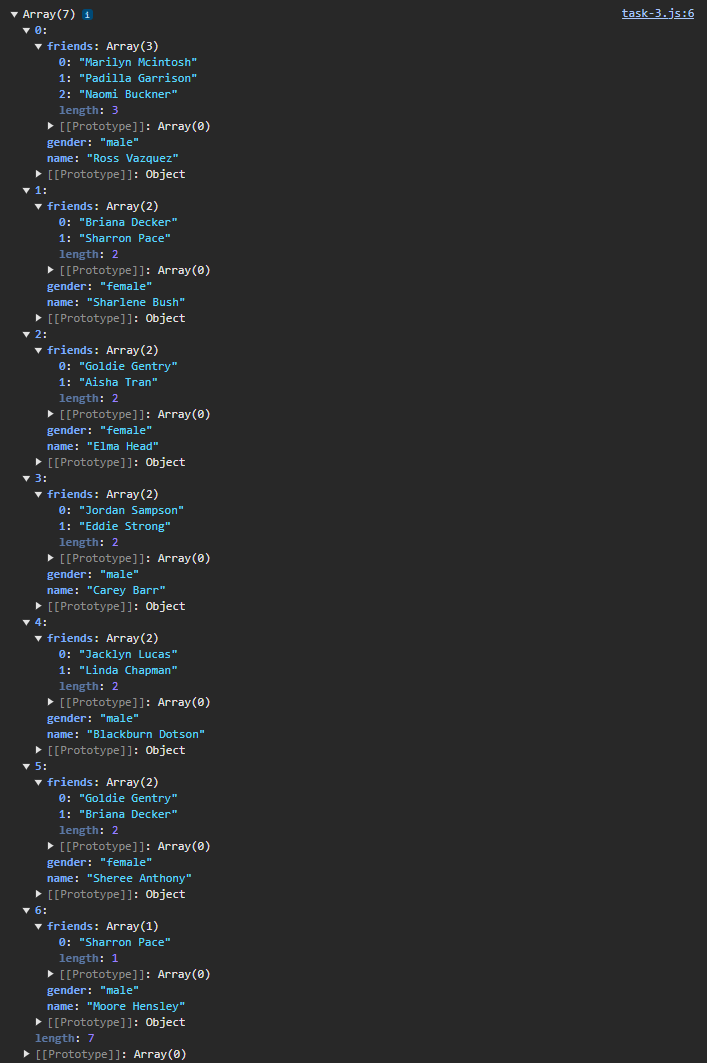 Array(7) i task-3.js:6
0:
friends: Array(3)
0: "Marilyn Mcintosh"
1: "Padilla Garrison"
2: "Naomi Buckner"
length: 3
[[Prototype]]: Array(0)
gender: "male"
name: "Ross Vazquez"
[[Prototype]]: Object
1:
friends: Array(2)
0: "Briana Decker"
1: "Sharron Pace"
length: 2
[[Prototype]]: Array(0)
gender: "female"
name: "Sharlene Bush"
[[Prototype]]: Object
2:
friends: Array(2)
0: "Goldie Gentry"
1: "Aisha Tran"
length: 2
[[Prototype]]: Array(0)
gender: "female"
name: "Elma Head"
[[Prototype]]: Object
3:
friends: Array(2)
0: "Jordan Sampson"
1: "Eddie Strong"
length: 2
[[Prototype]]: Array(0)
gender: "male"
name: "Carey Barr"
[[Prototype]]: Object
4:
friends: Array(2)
0: "Jacklyn Lucas"
1: "Linda Chapman"
length: 2
[[Prototype]]: Array(0)
gender: "male"
name: "Blackburn Dotson"
[[Prototype]]: Object
5:
friends: Array(2)
0: "Goldie Gentry"
1: "Briana Decker"
length: 2
[[Prototype]]: Array(0)
gender: "female"
name: "Sheree Anthony"
[[Prototype]]: Object
6:
friends: Array(1)
0: "Sharron Pace"
length: 1
[[Prototype]]: Array(0)
gender: "male"
name: "Moore Hensley"
[[Prototype]]: Object
length: 7
[[Prototype]]: Array(0)